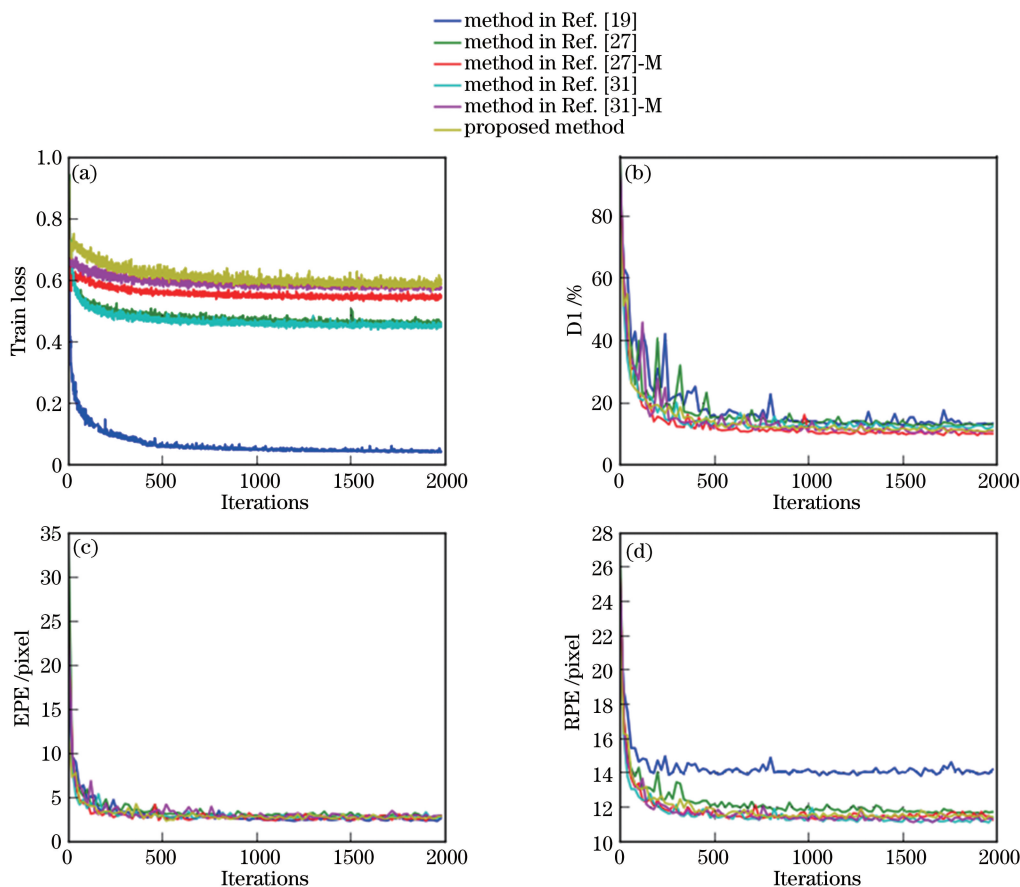 method in Ref. [19]
method in Ref. [27]
method in Ref. [27]-M
method in Ref. [31]
method in Ref. [31]-M
proposed method
(a)
Train loss
1.0
0.8
0.6
0.4
0.2
0
0 500 1000 1500 2000
Iterations
(b)
D1 /%
80
60
40
20
0
0 500 1000 1500 2000
Iterations
(c)
EPE /pixel
35
30
25
20
15
10
5
0
0 500 1000 1500 2000
Iterations
(d)
RPE /pixel
28
26
24
22
20
18
16
14
12
10
0 500 1000 1500 2000
Iterations